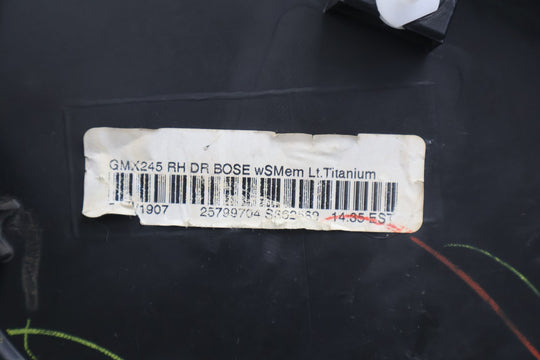 GMX245 RH DR BOSE wSMem Lt.Titanium
1907 25799704 14:35 EST